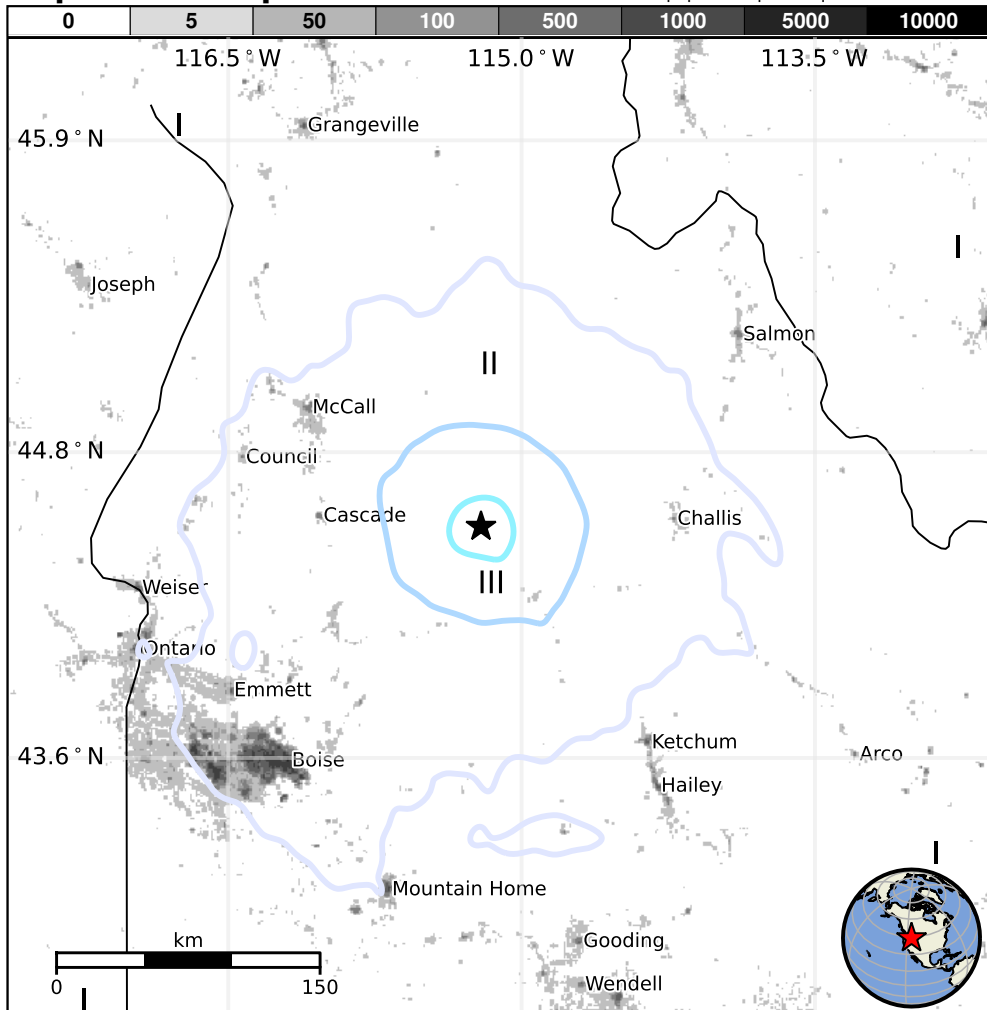 0 5 50 100 500 1000 5000 10000
116.5°W 115.0°W 113.5°W
I
Grangeville
45.9°N
I
Joseph
Salmon
II
McCall
44.8°N
Council
Cascade
Challis
III
Weiser
Ontario
Emmett
Ketchum
43.6°N
Boise
Arco
Hailey
I
Mountain Home
km
Gooding
Wendell
0 150
I